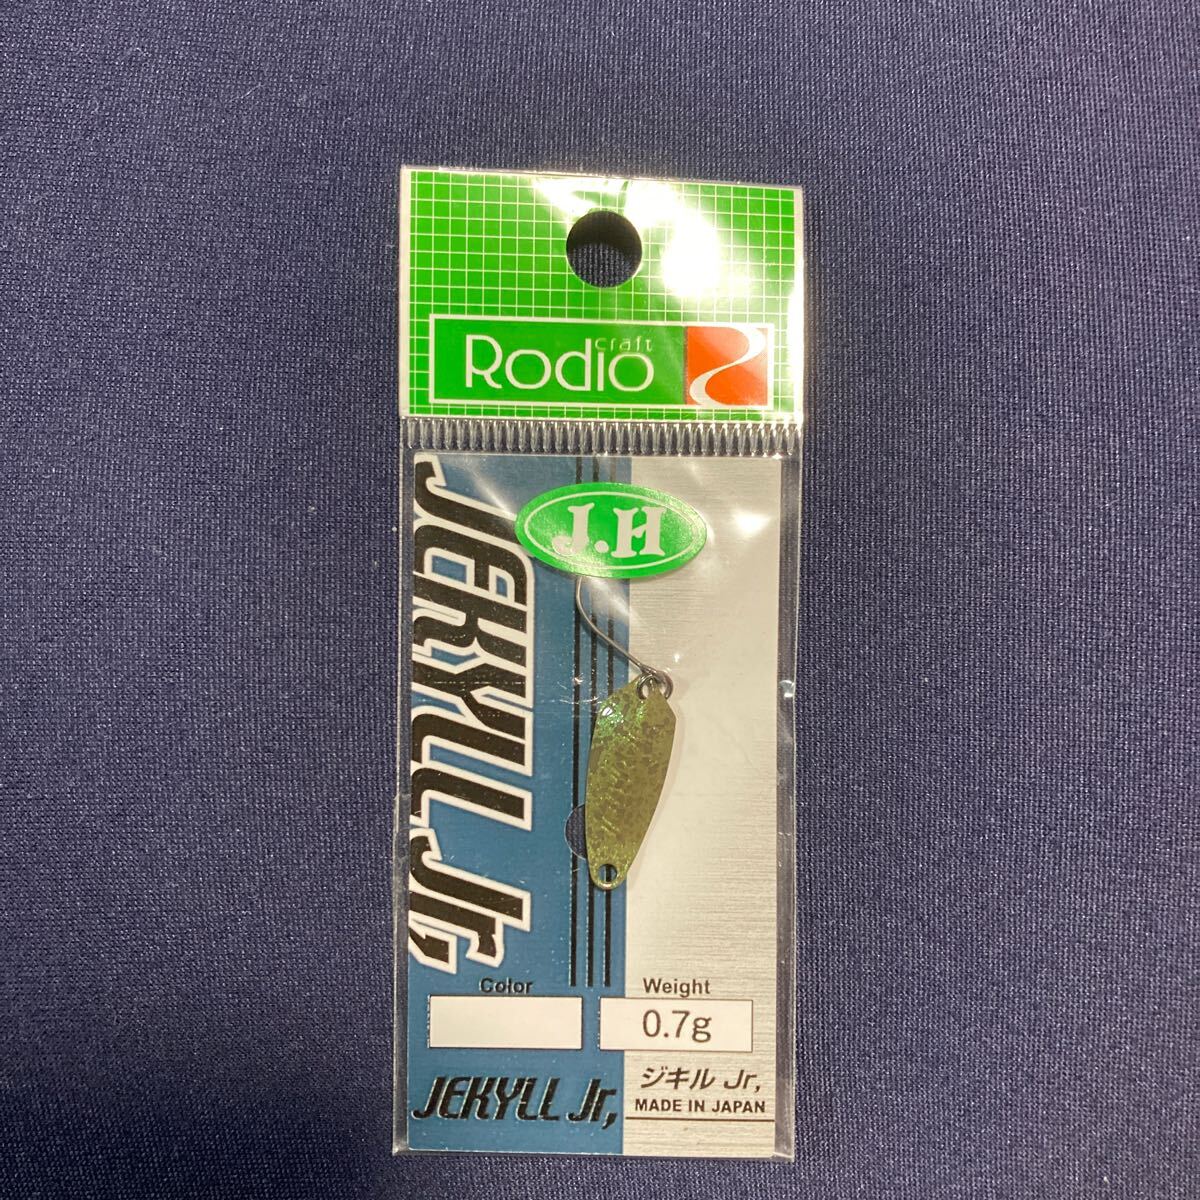 craft
Rodio
J.H
JEKYLL Jr,
Color
Weight
0.7g
JEKYLL Jr,
ジキル Jr,
MADE IN JAPAN